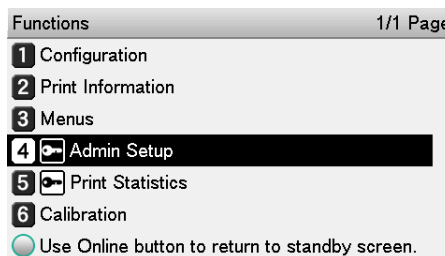 Functions 1/1 Page
1 Configuration
2 Print Information
3 Menus
4 Admin Setup
5 Print Statistics
6 Calibration
Use Online button to return to standby screen.